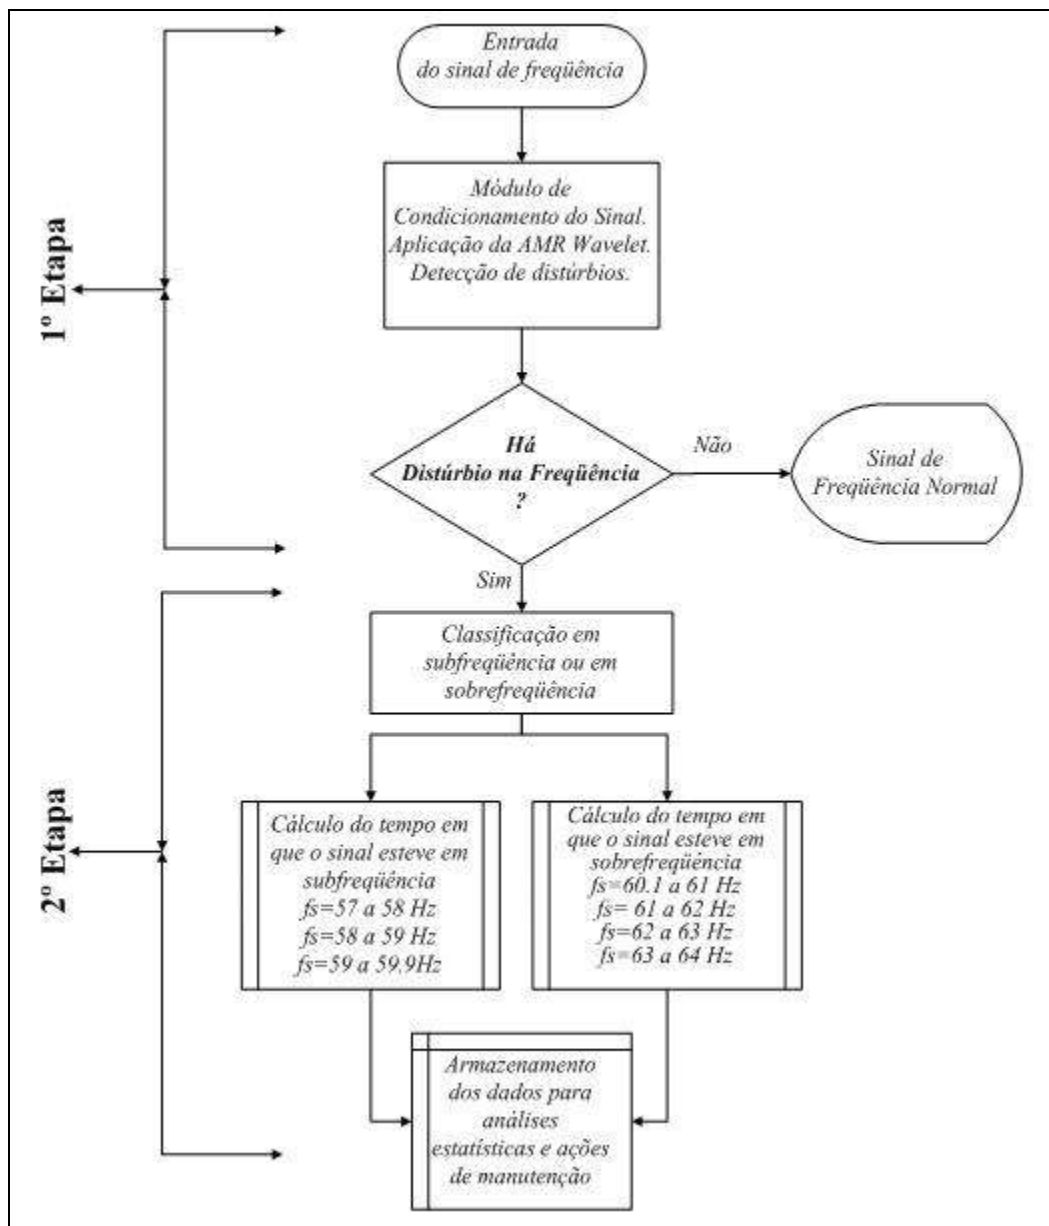 Entrada
do sinal de freqüência
Módulo de
Condicionamento do Sinal.
Aplicação da AMR Wavelet.
Detecção de distúrbios.
1º Etapa
Há
Distúrbio na Freqüência
?
Não
Sinal de
Freqüência Normal
Sim
Classificação em
subfreqüência ou em
sobrefreqüência
2º Etapa
Cálculo do tempo em
que o sinal esteve em
subfreqüência
fs=57 a 58 Hz
fs=58 a 59 Hz
fs=59 a 59.9Hz
Cálculo do tempo em
que o sinal esteve em
sobrefreqüência
fs=60.1 a 61 Hz
fs= 61 a 62 Hz
fs=62 a 63 Hz
fs=63 a 64 Hz
Armazenamento
dos dados para
análises
estatísticas e ações
de manutenção